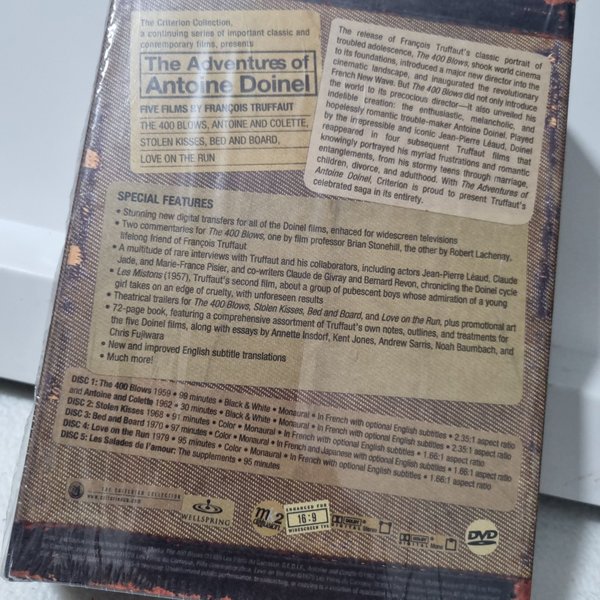 The Criterion Collection,
a continuing series of important classic and
contemporary films, presents
The Adventures of
Antoine Doinel
FIVE FILMS BY FRANÇOIS TRUFFAUT
THE 400 BLOWS, ANTOINE AND COLETTE,
STOLEN KISSES, BED AND BOARD,
LOVE ON THE RUN
The release of François Truffaut's classic portrait of
troubled adolescence, The 400 Blows, shook world cinema
to its foundations, introduced a major new director into the
cinematic landscape, and inaugurated the revolutionary
French New Wave. But The 400 Blows did not only introduce
the world to its precocious director—it also unveiled his
indelible creation: the enthusiastic, melancholic, and
hopelessly romantic trouble-maker Antoine Doinel. Played
by the irrepressible and iconic Jean-Pierre Léaud, Doinel
reappeared in four subsequent Truffaut films that
knowingly portrayed his myriad frustrations and romantic
entanglements, from his stormy teens through marriage,
children, divorce, and adulthood. With The Adventures of
Antoine Doinel, Criterion is proud to present Truffaut's
celebrated saga in its entirety.
SPECIAL FEATURES
• Stunning new digital transfers for all of the Doinel films, enhaced for widescreen televisions
• Two commentaries for The 400 Blows, one by film professor Brian Stonehill, the other by Robert Lachenay,
lifelong friend of François Truffaut
• A multitude of rare interviews with Truffaut and his collaborators, including actors Jean-Pierre Léaud, Claude
Jade, and Marie-France Pisier, and co-writers Claude de Givray and Bernard Revon, chronicling the Doinel cycle
• Les Mistons (1957), Truffaut's second film, about a group of pubescent boys whose admiration of a young
girl takes on an edge of cruelty, with unforeseen results
• Theatrical trailers for The 400 Blows, Stolen Kisses, Bed and Board, and Love on the Run, plus promotional art
• 72-page book, featuring a comprehensive assortment of Truffaut's own notes, outlines, and treatments for
the five Doinel films, along with essays by Annette Insdorf, Kent Jones, Andrew Sarris, Noah Baumbach, and
Chris Fujiwara
• New and improved English subtitle translations
• Much more!
DISC 1: The 400 Blows 1959 • 99 minutes • Black & White • Monaural • In French with optional English subtitles • 2.35:1 aspect ratio
and Antoine and Colette 1962 • 30 minutes • Black & White • Monaural • In French with optional English subtitles • 2.35:1 aspect ratio
DISC 2: Stolen Kisses 1968 • 91 minutes • Color • Monaural • In French with optional English subtitles • 1.66:1 aspect ratio
DISC 3: Bed and Board 1970 • 97 minutes • Color • Monaural • In French and Japanese with optional English subtitles • 1.66:1 aspect ratio
DISC 4: Love on the Run 1979 • 95 minutes • Color • Monaural • In French with optional English subtitles • 1.66:1 aspect ratio
DISC 5: Les Salades de l'amour: The supplements • 95 minutes
THE CRITERION COLLECTION
www.criterionco.com
WELLSPRING
mk2
ENHANCED FOR
16:9
WIDESCREEN TVS
DOLBY
DVD